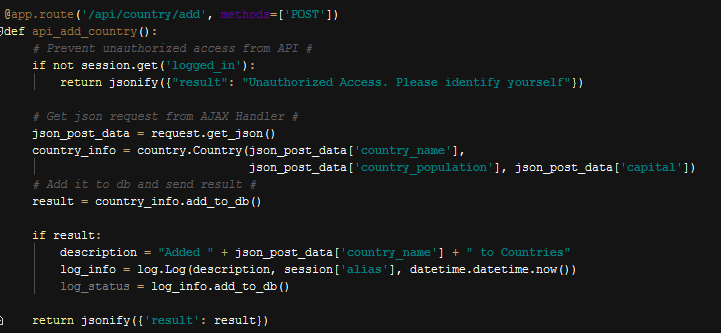 @app.route('/api/country/add', methods=['POST'])
def api_add_country():
    # Prevent unauthorized access from API #
    if not session.get('logged_in'):
        return jsonify({"result": "Unauthorized Access. Please identify yourself"})

    # Get json request from AJAX Handler #
    json_post_data = request.get_json()
    country_info = country.Country(json_post_data['country_name'],
                                   json_post_data['country_population'], json_post_data['capital'])
    # Add it to db and send result #
    result = country_info.add_to_db()

    if result:
        description = "Added " + json_post_data['country_name'] + " to Countries"
        log_info = log.Log(description, session['alias'], datetime.datetime.now())
        log_status = log_info.add_to_db()

    return jsonify({'result': result})